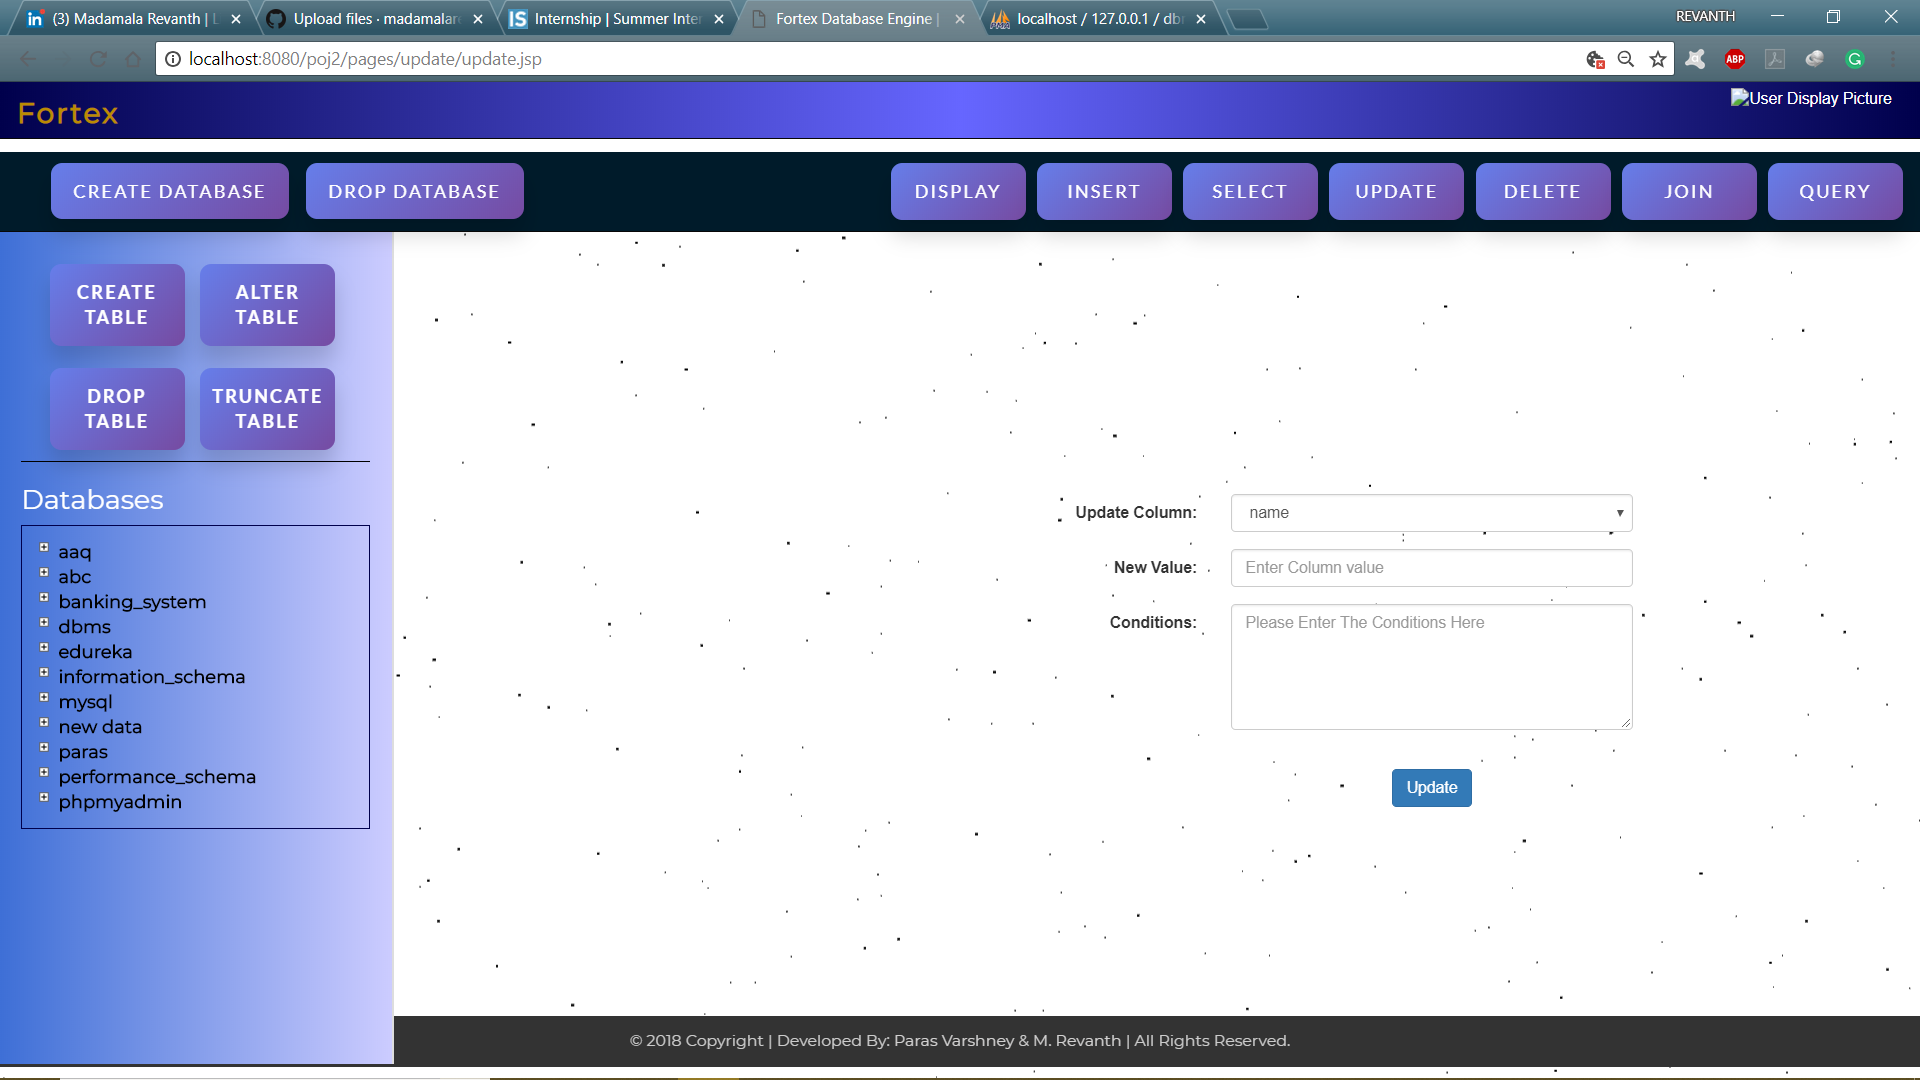 (3) Madamala Revanth | L
Upload files · madamalare
Internship | Summer Inter
Fortex Database Engine |
localhost / 127.0.0.1 / dbm
REVANTH
localhost:8080/poj2/pages/update/update.jsp
ABP
Fortex
User Display Picture
CREATE DATABASE
DROP DATABASE
DISPLAY
INSERT
SELECT
UPDATE
DELETE
JOIN
QUERY
CREATE
TABLE
ALTER
TABLE
DROP
TABLE
TRUNCATE
TABLE
Databases
aaq
abc
banking_system
dbms
edureka
information_schema
mysql
new data
paras
performance_schema
phpmyadmin
Update Column:
name
New Value:
Enter Column value
Conditions:
Please Enter The Conditions Here
Update
© 2018 Copyright | Developed By: Paras Varshney & M. Revanth | All Rights Reserved.